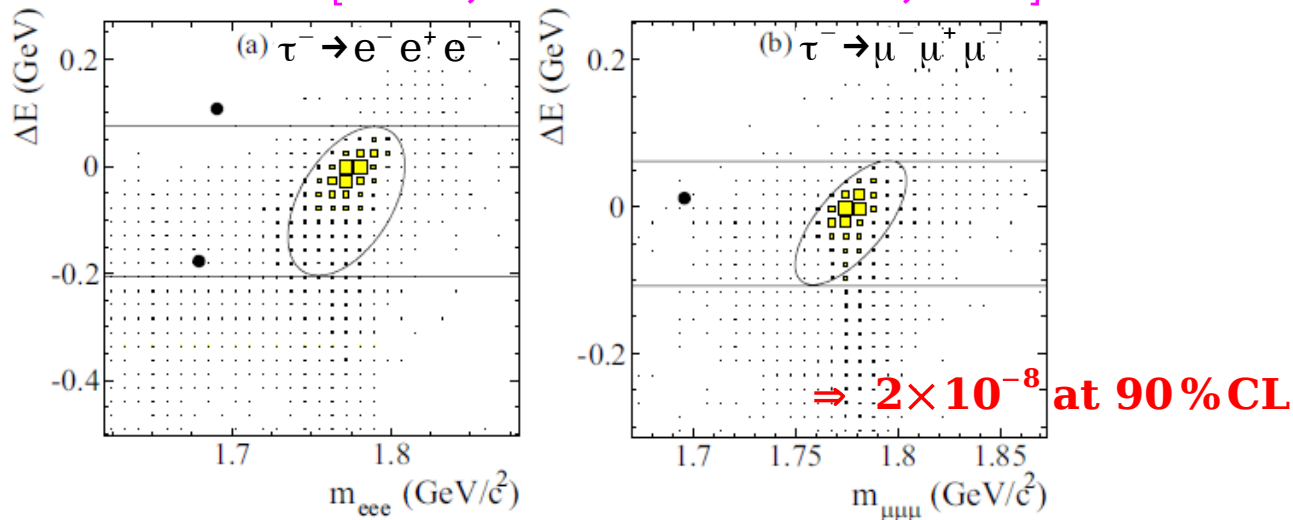 (a) τ⁻ → e⁻ e⁺ e⁻
ΔE (GeV)
0.2
0
-0.2
-0.4
1.7 1.8
m_eee (GeV/c²)
(b) τ⁻ → μ⁻ μ⁺ μ⁻
ΔE (GeV)
0.2
0
-0.2
⇒ 2×10⁻⁸ at 90% CL
1.7 1.75 1.8 1.85
m_μμμ (GeV/c²)